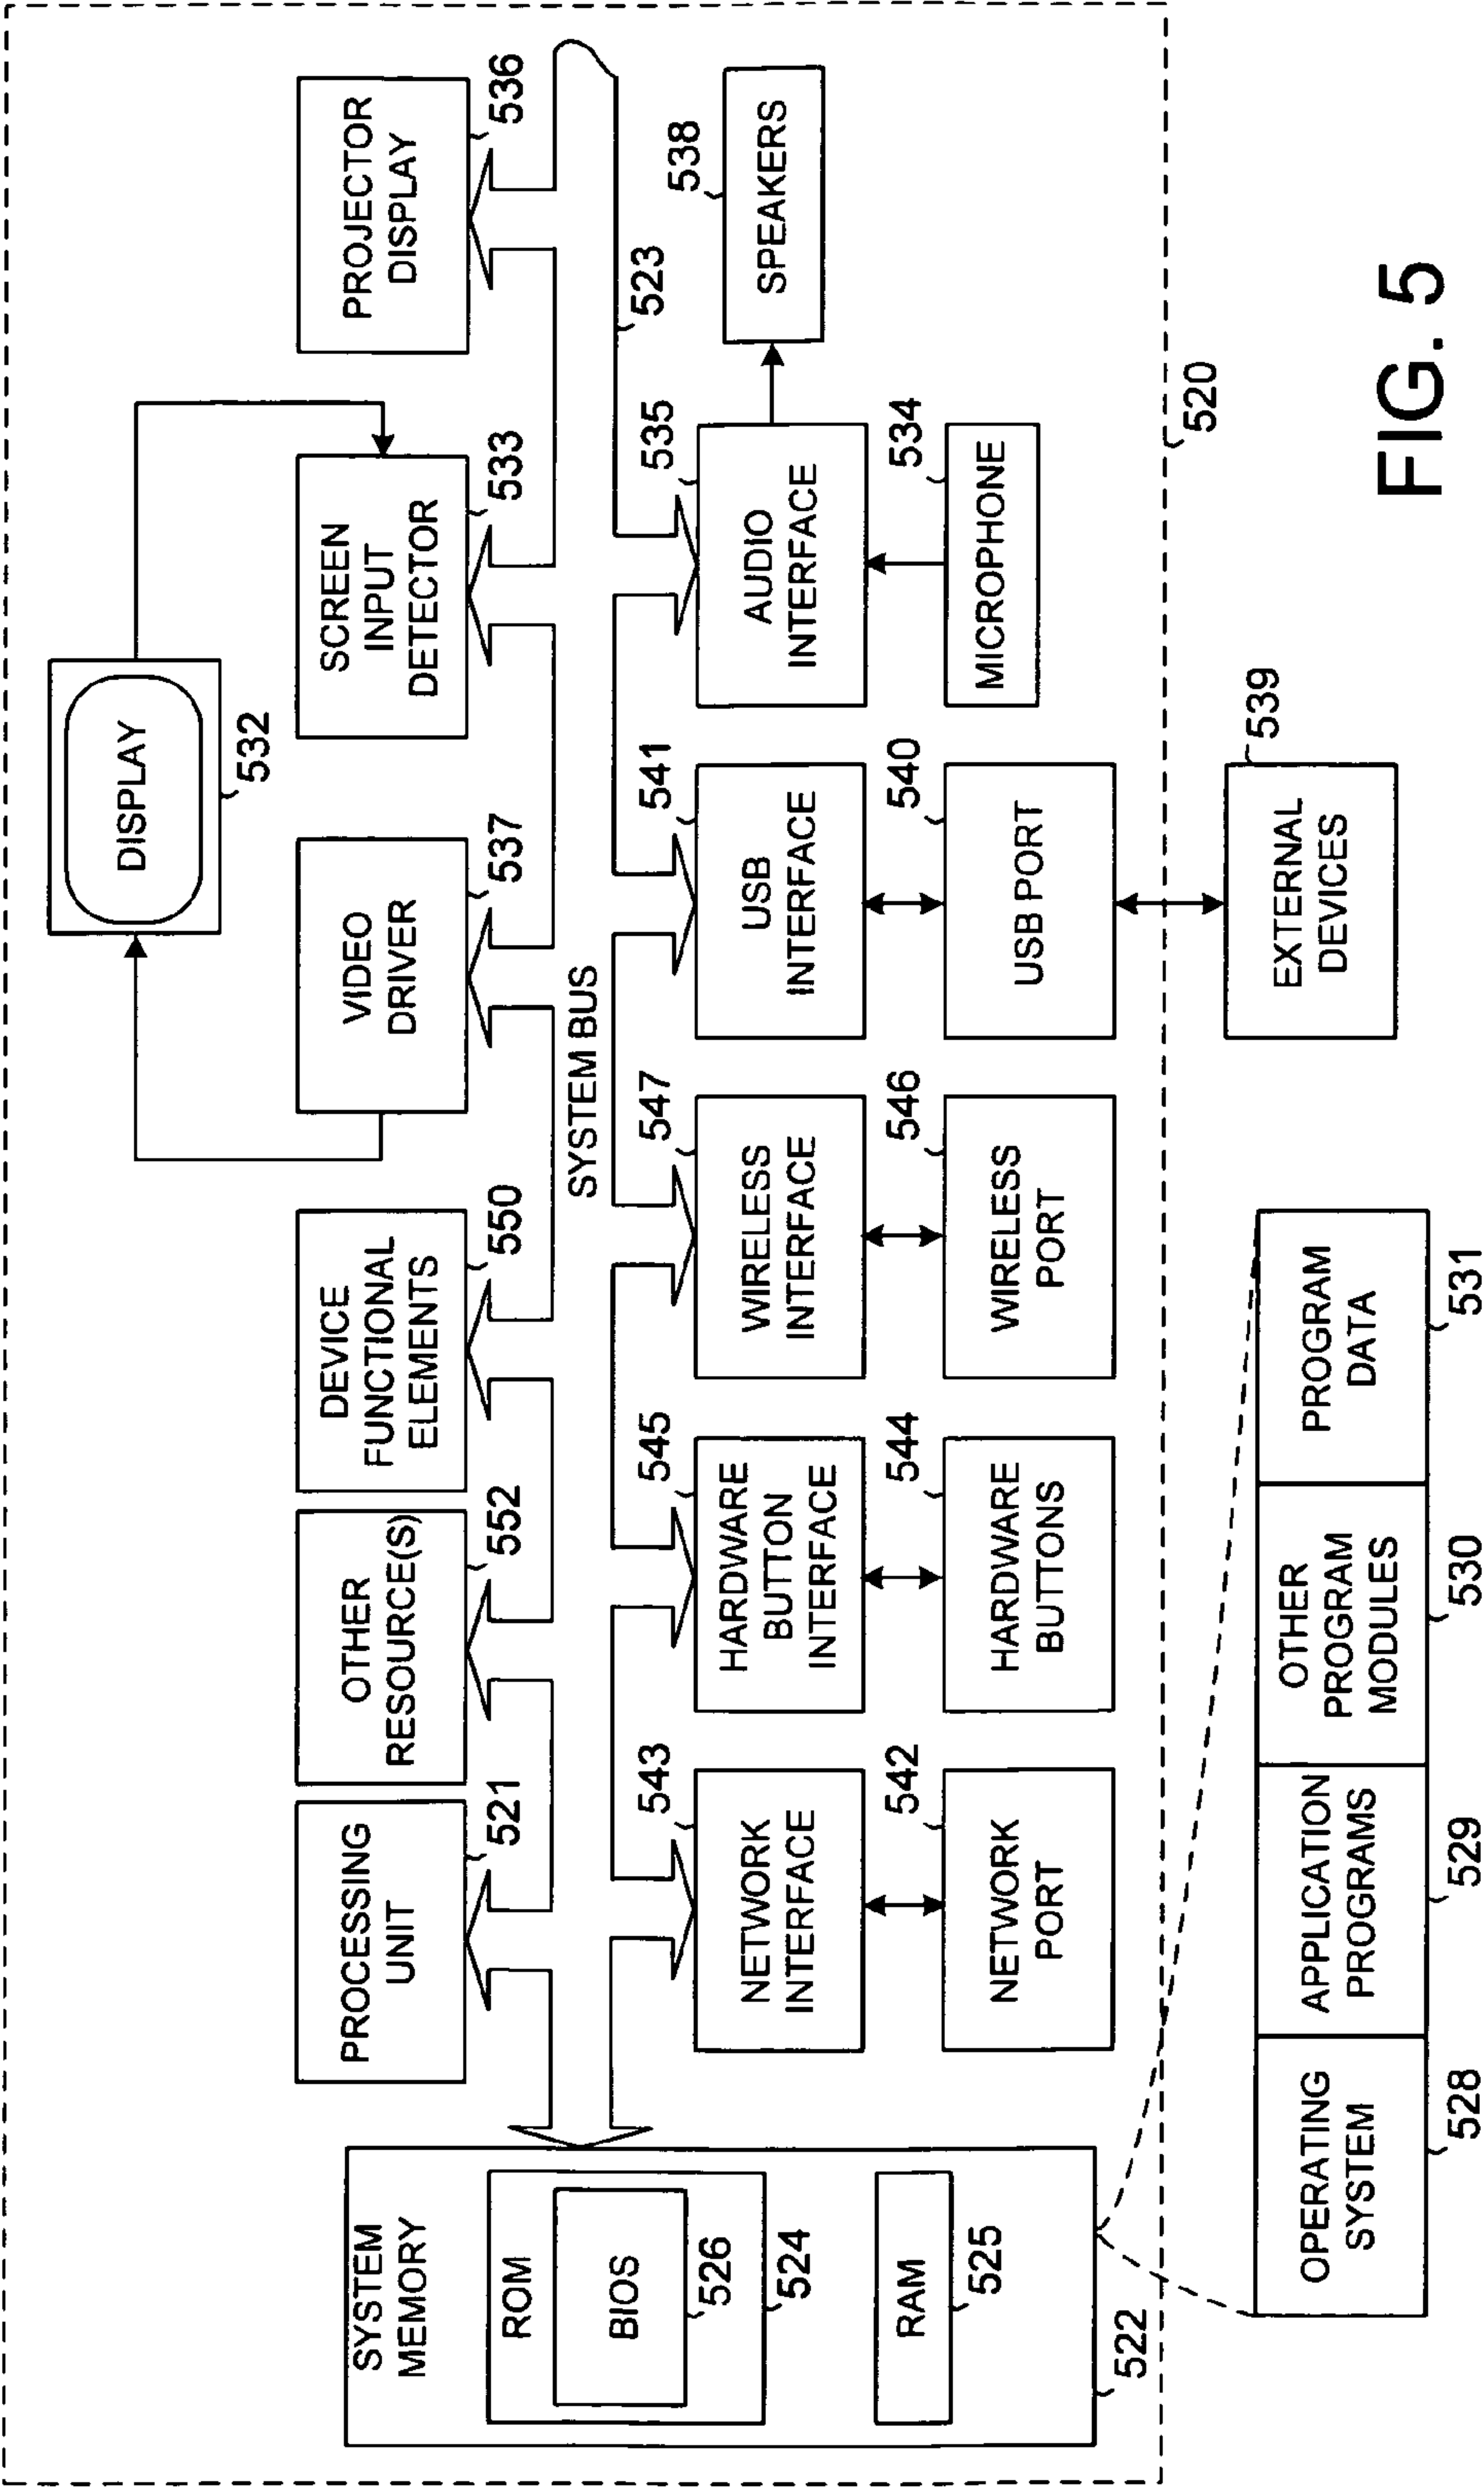 DISPLAY
532
SYSTEM
MEMORY
ROM
BIOS
526
524
RAM
525
522
PROCESSING
UNIT
521
OTHER
RESOURCE(S)
552
DEVICE
FUNCTIONAL
ELEMENTS
550
VIDEO
DRIVER
537
SCREEN
INPUT
DETECTOR
533
PROJECTOR
DISPLAY
536
SYSTEM BUS
523
NETWORK
INTERFACE
543
HARDWARE
BUTTON
INTERFACE
545
WIRELESS
INTERFACE
547
USB
INTERFACE
541
AUDIO
INTERFACE
535
SPEAKERS
538
NETWORK
PORT
542
HARDWARE
BUTTONS
544
WIRELESS
PORT
546
USB PORT
540
MICROPHONE
534
520
OPERATING
SYSTEM
528
APPLICATION
PROGRAMS
529
OTHER
PROGRAM
MODULES
530
PROGRAM
DATA
531
EXTERNAL
DEVICES
539
FIG. 5